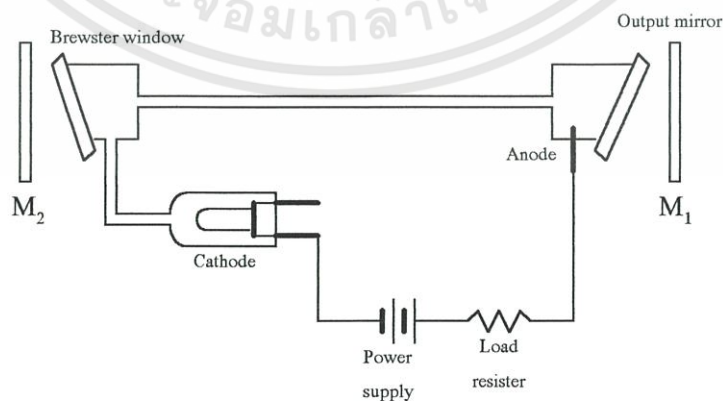 Output mirror
Brewster window
Anode
M2
M1
Cathode
Power
supply
Load
resister